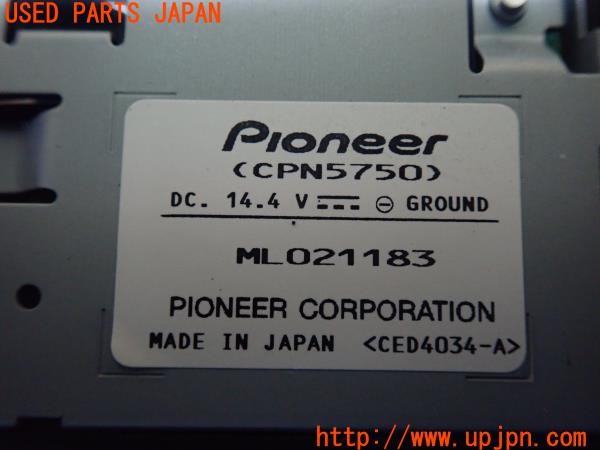 USED PARTS JAPAN
Pioneer
(CPN5750)
DC. 14.4 V ⎓ ⊖ GROUND
ML021183
PIONEER CORPORATION
MADE IN JAPAN <CED4034-A>
UPJ
http://www.upjpn.com/